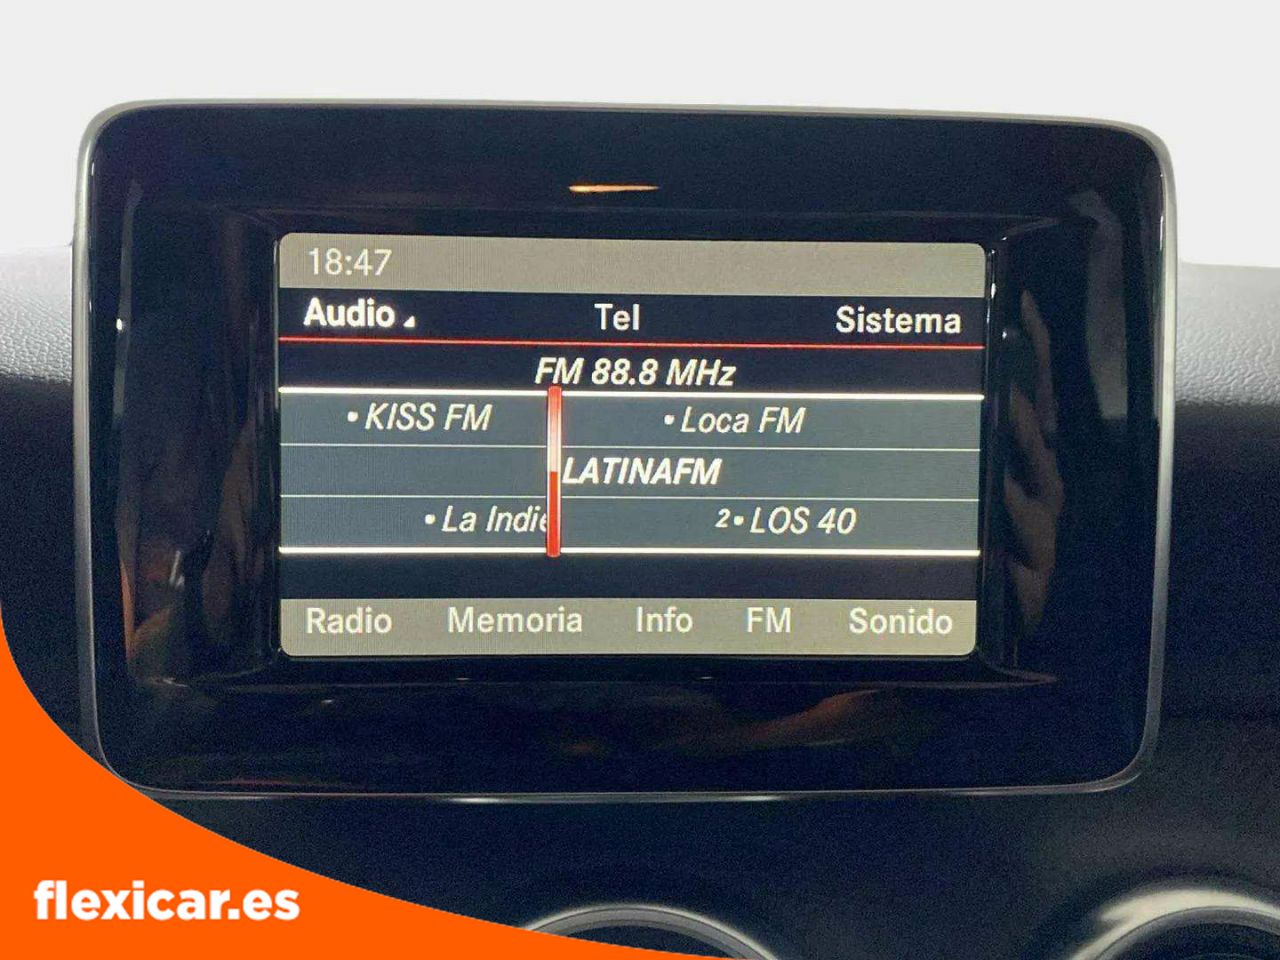 18:47
Audio Tel Sistema
FM 88.8 MHz
• KISS FM • Loca FM
LATINAFM
• La Indie 2• LOS 40
Radio Memoria Info FM Sonido
flexicar.es